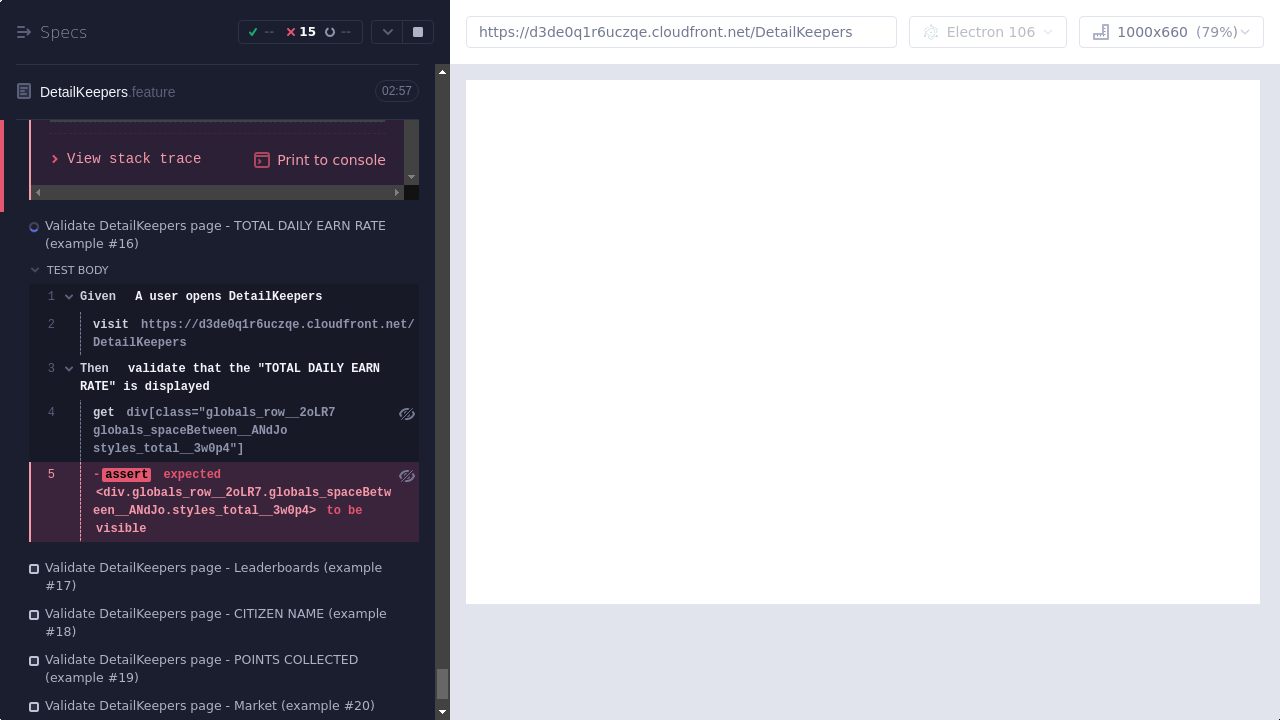 Specs
-- 15 --
https://d3de0q1r6uczqe.cloudfront.net/DetailKeepers
Electron 106
1000x660 (79%)
DetailKeepers.feature
02:57
View stack trace
Print to console
Validate DetailKeepers page - TOTAL DAILY EARN RATE
(example #16)
TEST BODY
1 Given A user opens DetailKeepers
2 visit https://d3de0q1r6uczqe.cloudfront.net/
DetailKeepers
3 Then validate that the "TOTAL DAILY EARN
RATE" is displayed
4 get div[class="globals_row__2oLR7
globals_spaceBetween__ANdJo
styles_total__3w0p4"]
5 -assert expected
<div.globals_row__2oLR7.globals_spaceBetw
een__ANdJo.styles_total__3w0p4> to be
visible
Validate DetailKeepers page - Leaderboards (example
#17)
Validate DetailKeepers page - CITIZEN NAME (example
#18)
Validate DetailKeepers page - POINTS COLLECTED
(example #19)
Validate DetailKeepers page - Market (example #20)